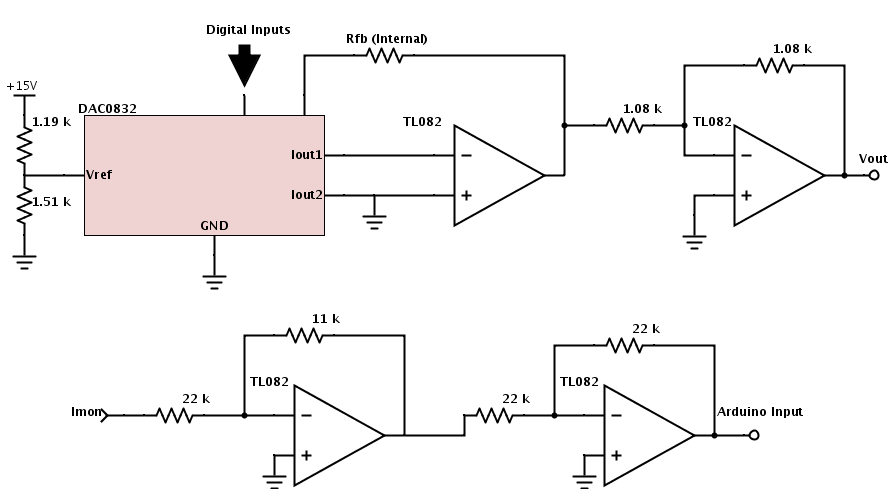 Digital Inputs
Rfb (Internal)
1.08 k
+15V
DAC0832
1.19 k
TL082
1.08 k
TL082
Iout1
Vout
Vref
Iout2
1.51 k
GND
11 k
22 k
TL082
TL082
Imon
22 k
22 k
Arduino Input